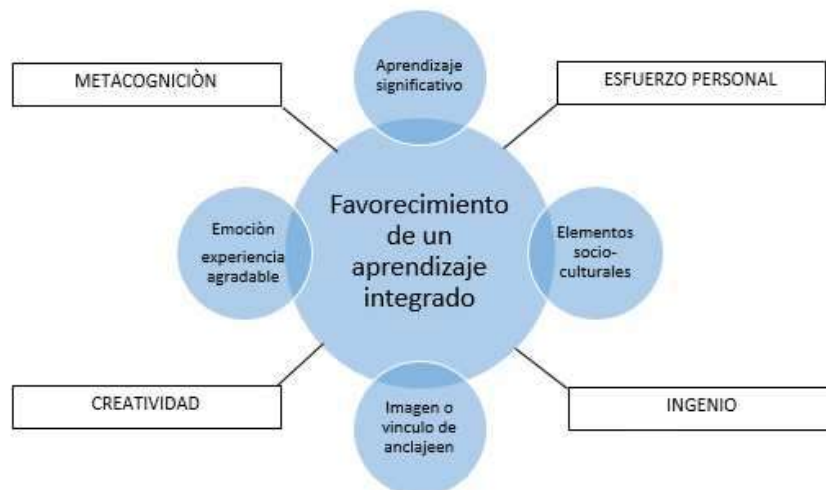 Aprendizaje
significativo
METACOGNICIÒN
ESFUERZO PERSONAL
Favorecimiento
de un
aprendizaje
integrado
Emociòn
experiencia
agradable
Elementos
socio-
culturales
CREATIVIDAD
INGENIO
Imagen o
vinculo de
anclajeen